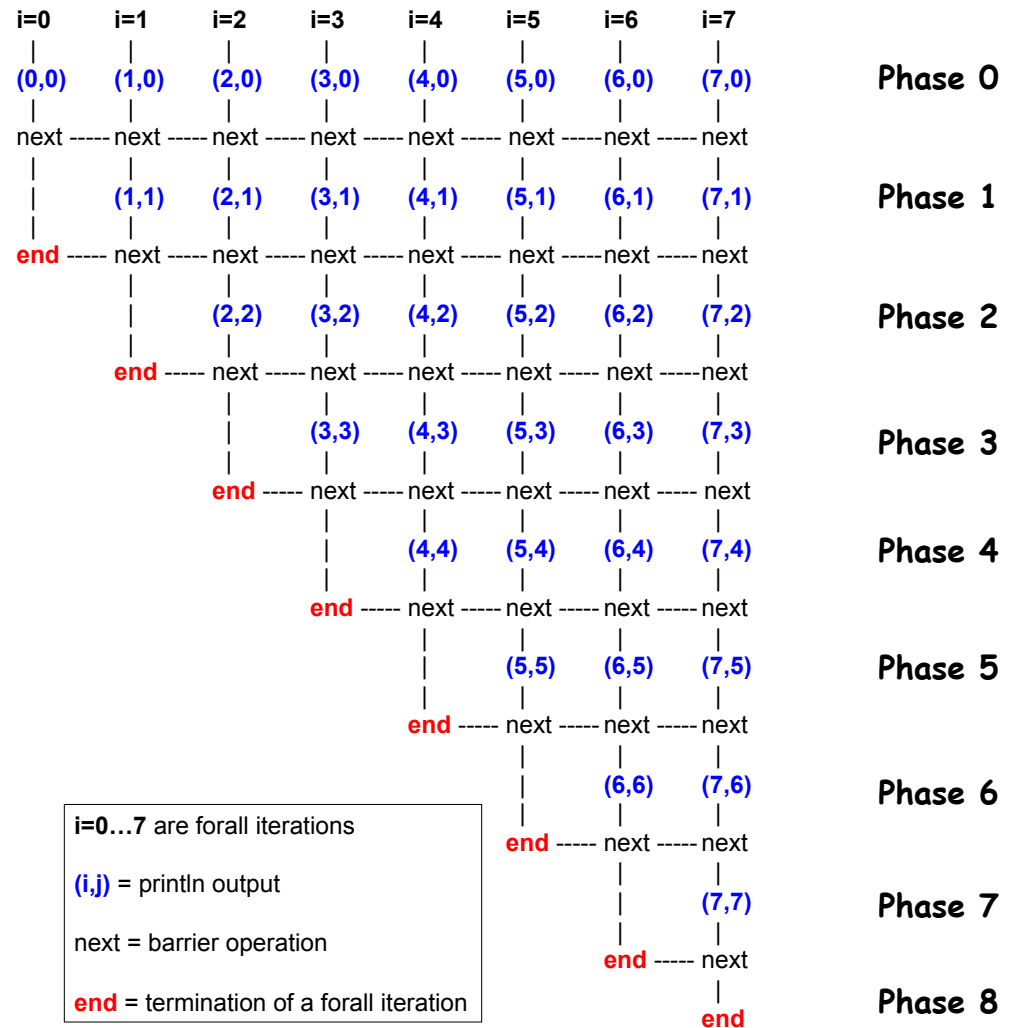 i=0 i=1 i=2 i=3 i=4 i=5 i=6 i=7
(0,0) (1,0) (2,0) (3,0) (4,0) (5,0) (6,0) (7,0) Phase 0
next ----- next ----- next ----- next ----- next ----- next -----next ----- next
(1,1) (2,1) (3,1) (4,1) (5,1) (6,1) (7,1) Phase 1
end ----- next ----- next ----- next ----- next ----- next -----next ----- next
(2,2) (3,2) (4,2) (5,2) (6,2) (7,2) Phase 2
end ----- next ----- next ----- next ----- next ----- next -----next
(3,3) (4,3) (5,3) (6,3) (7,3) Phase 3
end ----- next ----- next ----- next ----- next ----- next
(4,4) (5,4) (6,4) (7,4) Phase 4
end ----- next ----- next ----- next ----- next
(5,5) (6,5) (7,5) Phase 5
end ----- next ----- next ----- next
(6,6) (7,6) Phase 6
end ----- next ----- next
(7,7) Phase 7
end ----- next
end Phase 8
i=0…7 are forall iterations
(i,j) = println output
next = barrier operation
end = termination of a forall iteration